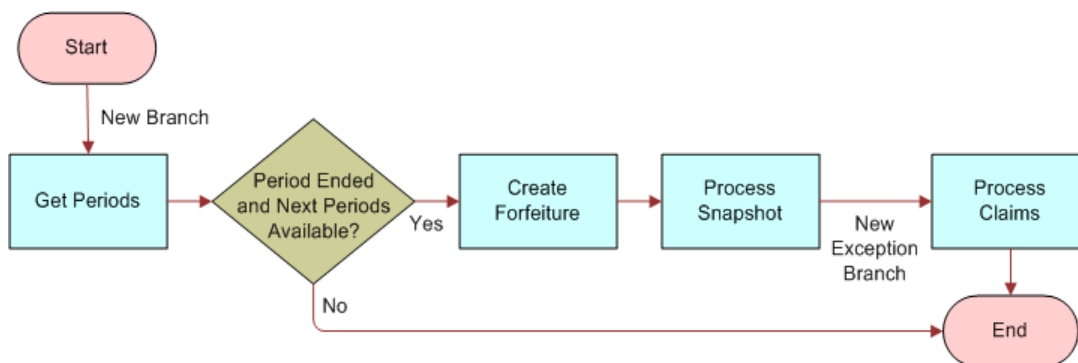 Start
New Branch
Get Periods
Period Ended
and Next Periods
Available?
Yes
No
Create
Forfeiture
Process
Snapshot
New
Exception
Branch
Process
Claims
End